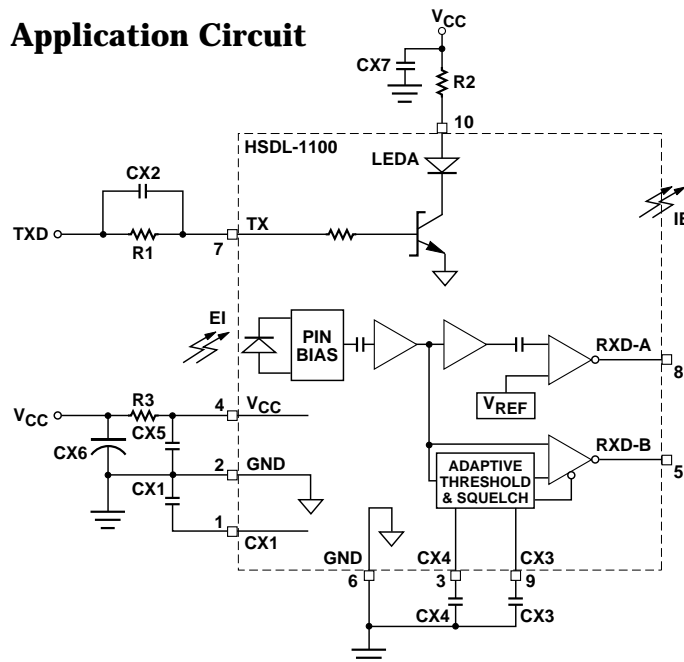 Application Circuit
VCC
CX7
R2
10
HSDL-1100
LEDA
CX2
TXD
R1
7
TX
IE
EI
PIN
BIAS
RXD-A
8
VREF
R3
4
VCC
VCC
CX5
CX6
2
GND
CX1
1
CX1
RXD-B
5
ADAPTIVE
THRESHOLD
& SQUELCH
GND
CX4
CX3
6
3
9
CX4
CX3